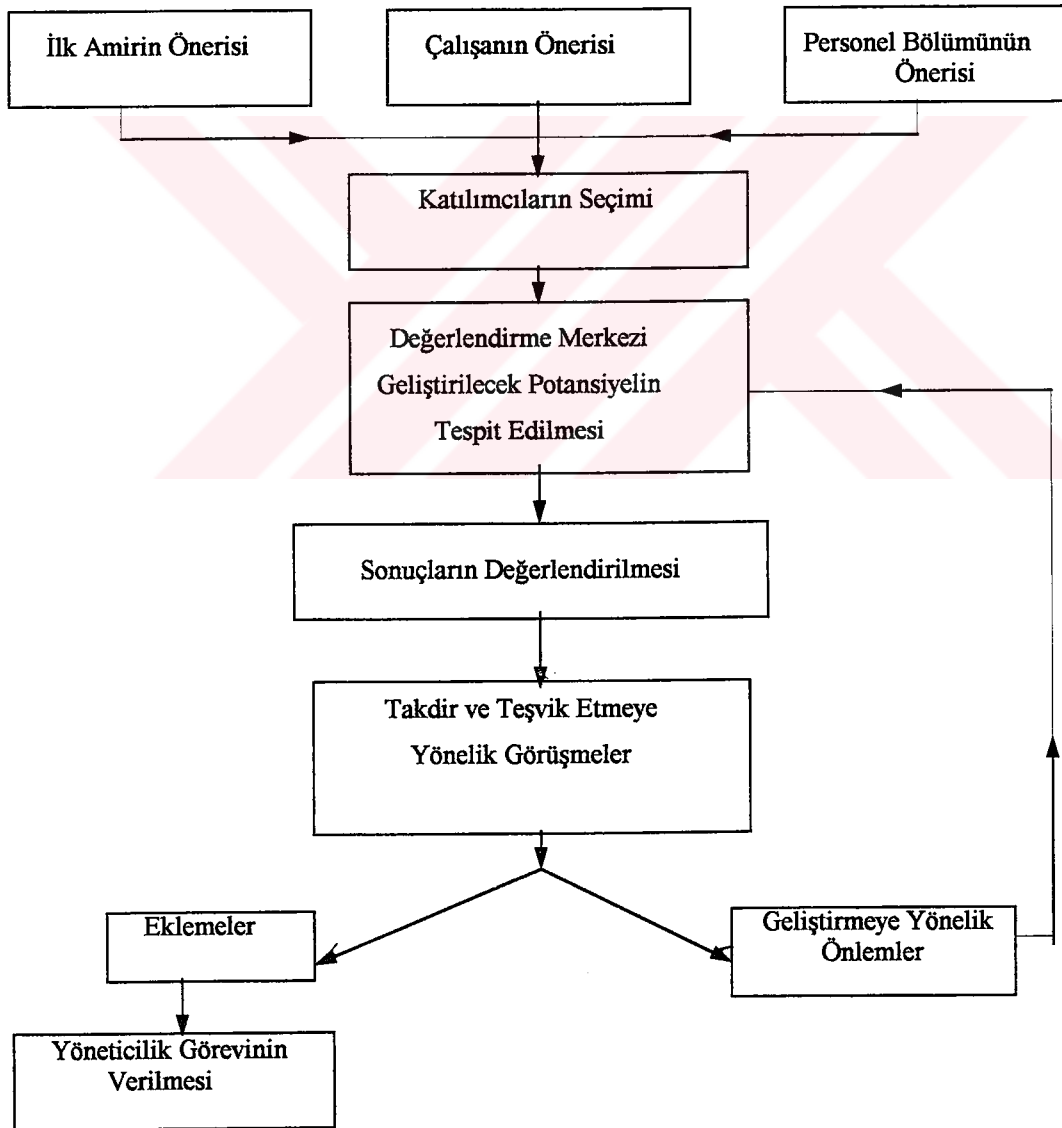 İlk Amirin Önerisi
Çalışanın Önerisi
Personel Bölümünün
Önerisi
Katılımcıların Seçimi
Değerlendirme Merkezi
Geliştirilecek Potansiyelin
Tespit Edilmesi
Sonuçların Değerlendirilmesi
Takdir ve Teşvik Etmeye
Yönelik Görüşmeler
Eklemeler
Geliştirmeye Yönelik
Önlemler
Yöneticilik Görevinin
Verilmesi